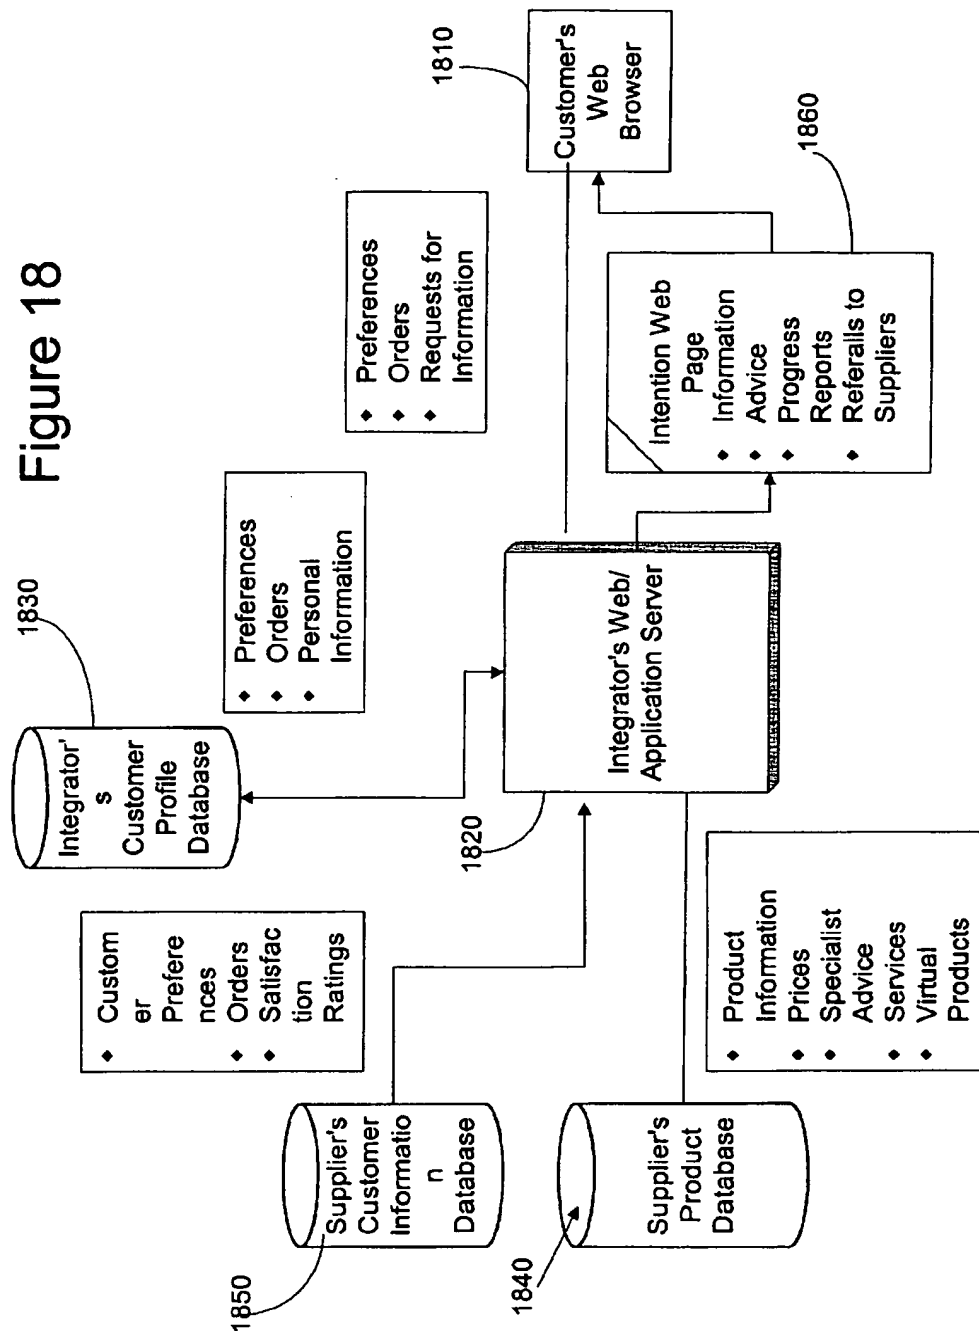 Figure 18
1830
Integrator'
s
Customer
Profile
Database
♦ Preferences
♦ Orders
♦ Personal
Information
♦ Preferences
♦ Orders
♦ Requests for
Information
1810
Customer's
Web
Browser
♦ Custom
er
Prefere
nces
♦ Orders
♦ Satisfac
tion
Ratings
1850
Supplier's
Customer
Informatio
n
Database
1820
Integrator's Web/
Application Server
1860
Intention Web
Page
♦ Information
♦ Advice
♦ Progress
Reports
♦ Referalls to
Suppliers
1840
Supplier's
Product
Database
♦ Product
Information
♦ Prices
♦ Specialist
Advice
♦ Services
♦ Virtual
Products